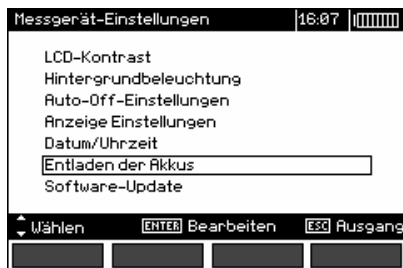 Messgerät-Einstellungen 16:07
LCD-Kontrast
Hintergrundbeleuchtung
Auto-Off-Einstellungen
Anzeige Einstellungen
Datum/Uhrzeit
Entladen der Akkus
Software-Update
Wählen ENTER Bearbeiten ESC Ausgang